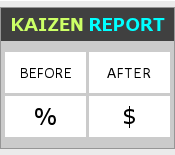 KAIZEN REPORT
BEFORE AFTER
% $